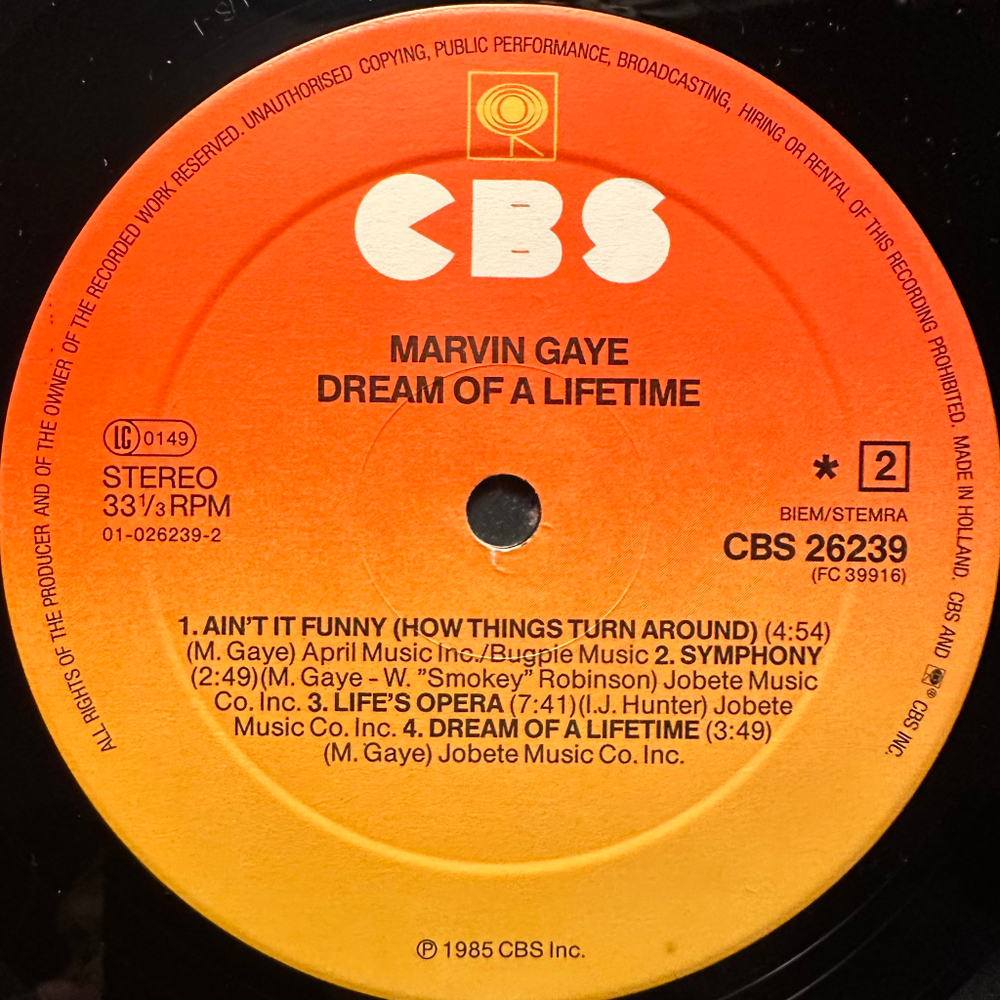 ALL RIGHTS OF THE PRODUCER AND OF THE OWNER OF THE RECORDED WORK RESERVED. UNAUTHORISED COPYING, PUBLIC PERFORMANCE, BROADCASTING, HIRING OR RENTAL OF THIS RECORDING PROHIBITED. MADE IN HOLLAND. CBS AND ® CBS INC.
CBS
MARVIN GAYE
DREAM OF A LIFETIME
LC 0149
STEREO
33 1/3 RPM
01-026239-2
* 2
BIEM/STEMRA
CBS 26239
(FC 39916)
1. AIN'T IT FUNNY (HOW THINGS TURN AROUND) (4:54)
(M. Gaye) April Music Inc./Bugpie Music 2. SYMPHONY
(2:49)(M. Gaye - W. ”Smokey” Robinson) Jobete Music
Co. Inc. 3. LIFE'S OPERA (7:41)(I.J. Hunter) Jobete
Music Co. Inc. 4. DREAM OF A LIFETIME (3:49)
(M. Gaye) Jobete Music Co. Inc.
℗ 1985 CBS Inc.